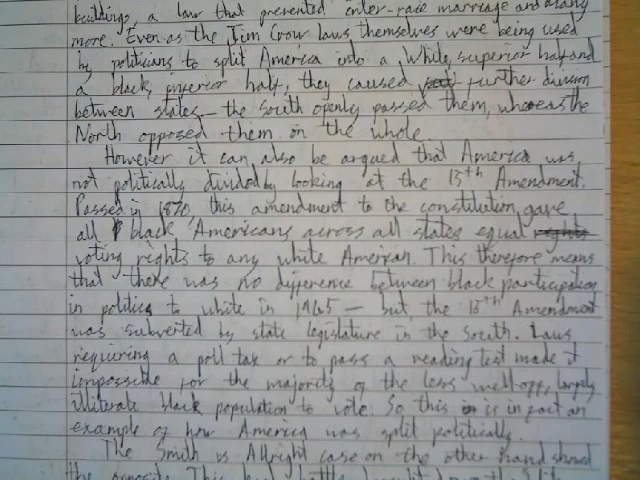 buildings, a law that prevented inter-race marriage and many
more. Even as the Jim Crow laws themselves were being used
by politicians to split America into a white, superior half and
a black, inferior half, they caused further division
between states - the South openly passed them, whereas the
North opposed them on the whole.
However it can also be argued that America was
not politically divided by looking at the 15th Amendment.
Passed in 1870, this amendment to the constitution gave
all black Americans across all states equal rights
voting rights to any white American. This therefore means
that there was no difference between black participation
in politics to white in 1945 - but, the 15th Amendment
was subverted by state legislature in the South. Laws
requiring a poll tax or to pass a reading test made it
impossible for the majority of the less well-off, largely
illiterate black population to vote. So this is in fact an
example of how America was split politically.
The Smith vs Allright case on the other hand showed
the opposite. This